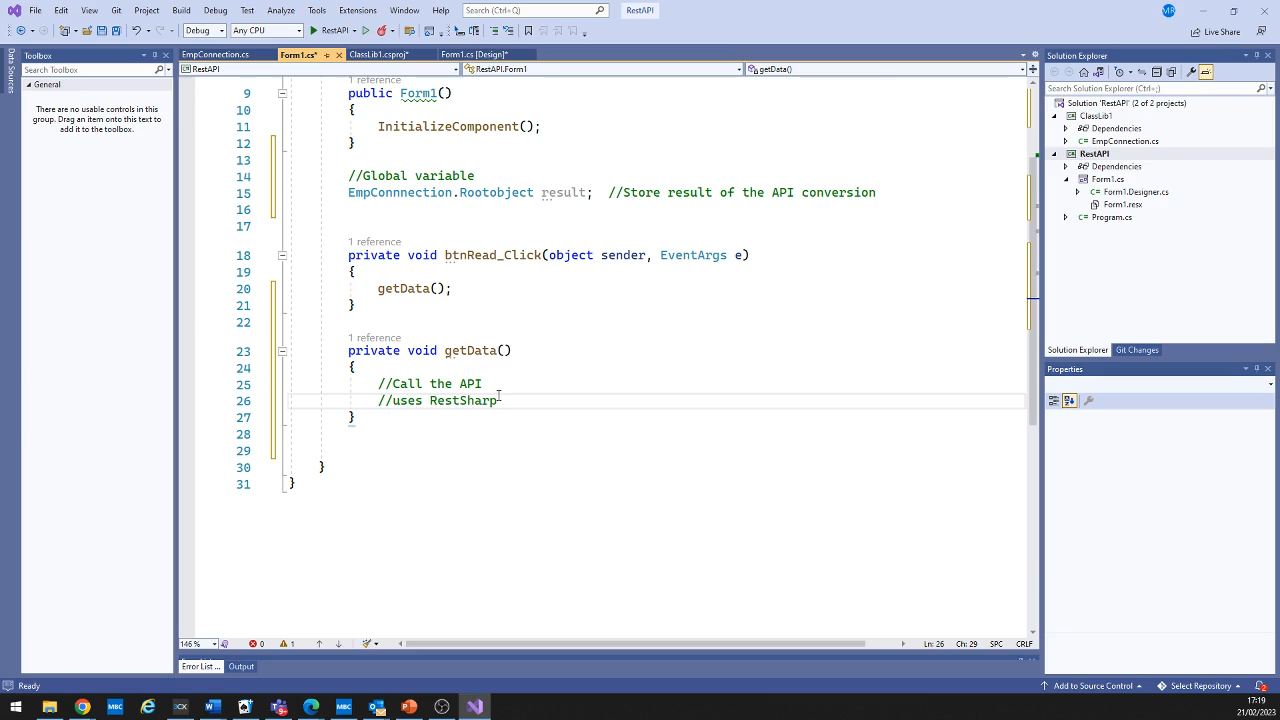 File Edit View Git Project Build Debug Test Analyze Tools Extensions Window Help Search (Ctrl+Q) RestAPI MR
Debug Any CPU RestAPI Live Share
Data Sources
Toolbox
Search Toolbox
General
There are no usable controls in this
group. Drag an item onto this text to
add it to the toolbox.
EmpConnection.cs Form1.cs* ClassLib1.csproj* Form1.cs [Design]*
RestAPI RestAPI.Form1 getData()
1 reference
9 public Form1()
10 {
11 InitializeComponent();
12 }
13
14 //Global variable
15 EmpConnnection.Rootobject result; //Store result of the API conversion
16
17
1 reference
18 private void btnRead_Click(object sender, EventArgs e)
19 {
20 getData();
21 }
22
1 reference
23 private void getData()
24 {
25 //Call the API
26 //uses RestSharp
27 }
28
29
30 }
31 }
146 % 0 1 Ln: 26 Ch: 29 SPC CRLF
Error List ... Output
Solution Explorer
Search Solution Explorer (Ctrl+;)
Solution 'RestAPI' (2 of 2 projects)
ClassLib1
Dependencies
EmpConnection.cs
RestAPI
Dependencies
Form1.cs
Form1.Designer.cs
Form1.resx
Program.cs
Solution Explorer Git Changes
Properties
Ready Add to Source Control Select Repository 2
MBC MBC
17:19
21/02/2023